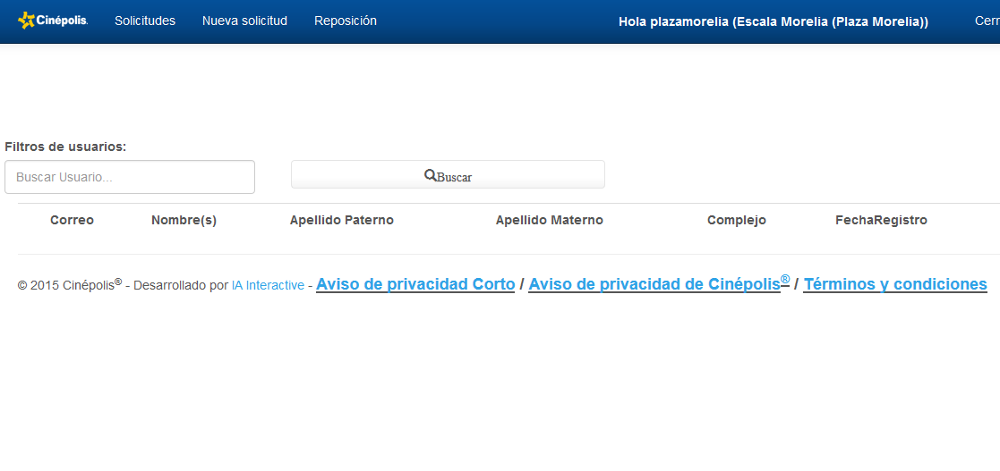 Cinépolis. Solicitudes Nueva solicitud Reposición Hola plazamorelia (Escala Morelia (Plaza Morelia)) Cerr
Filtros de usuarios:
Buscar Usuario... Buscar
Correo Nombre(s) Apellido Paterno Apellido Materno Complejo FechaRegistro
© 2015 Cinépolis® - Desarrollado por IA Interactive - Aviso de privacidad Corto / Aviso de privacidad de Cinépolis® / Términos y condiciones